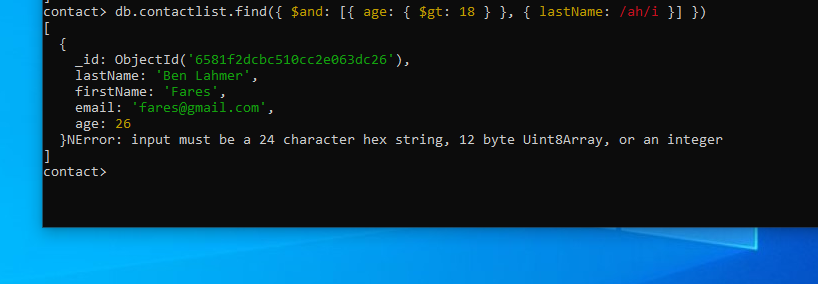 contact> db.contactlist.find({ $and: [{ age: { $gt: 18 } }, { lastName: /ah/i }] })
[
  {
    _id: ObjectId('6581f2dcbc510cc2e063dc26'),
    lastName: 'Ben Lahmer',
    firstName: 'Fares',
    email: 'fares@gmail.com',
    age: 26
  }NError: input must be a 24 character hex string, 12 byte Uint8Array, or an integer
]
contact>